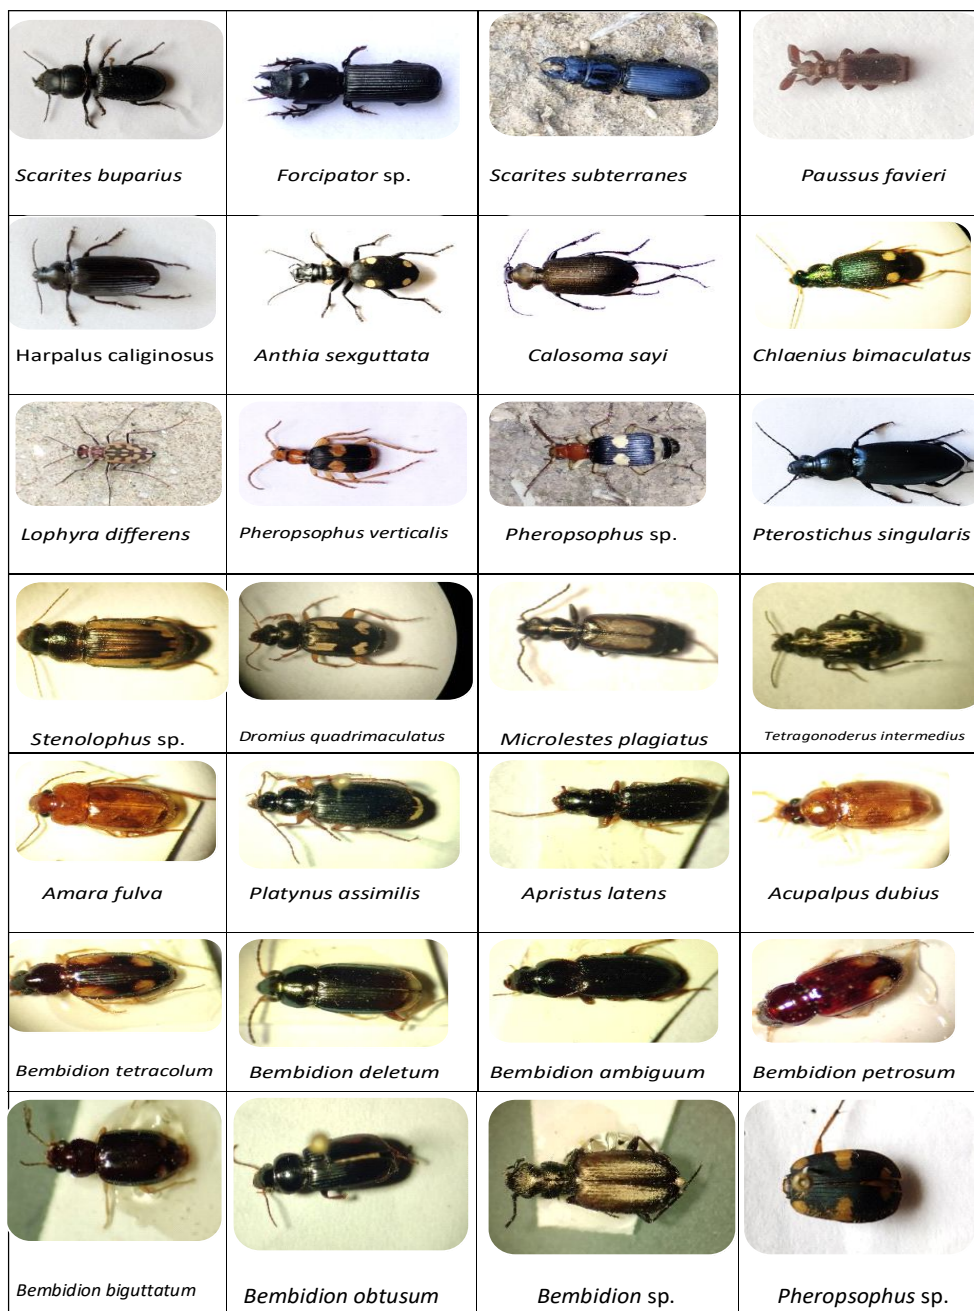 Scarites buparius
Forcipator sp.
Scarites subterranes
Paussus favieri
Harpalus caliginosus
Anthia sexguttata
Calosoma sayi
Chlaenius bimaculatus
Lophyra differens
Pheropsophus verticalis
Pheropsophus sp.
Pterostichus singularis
Stenolophus sp.
Dromius quadrimaculatus
Microlestes plagiatus
Tetragonoderus intermedius
Amara fulva
Platynus assimilis
Apristus latens
Acupalpus dubius
Bembidion tetracolum
Bembidion deletum
Bembidion ambiguum
Bembidion petrosum
Bembidion biguttatum
Bembidion obtusum
Bembidion sp.
Pheropsophus sp.